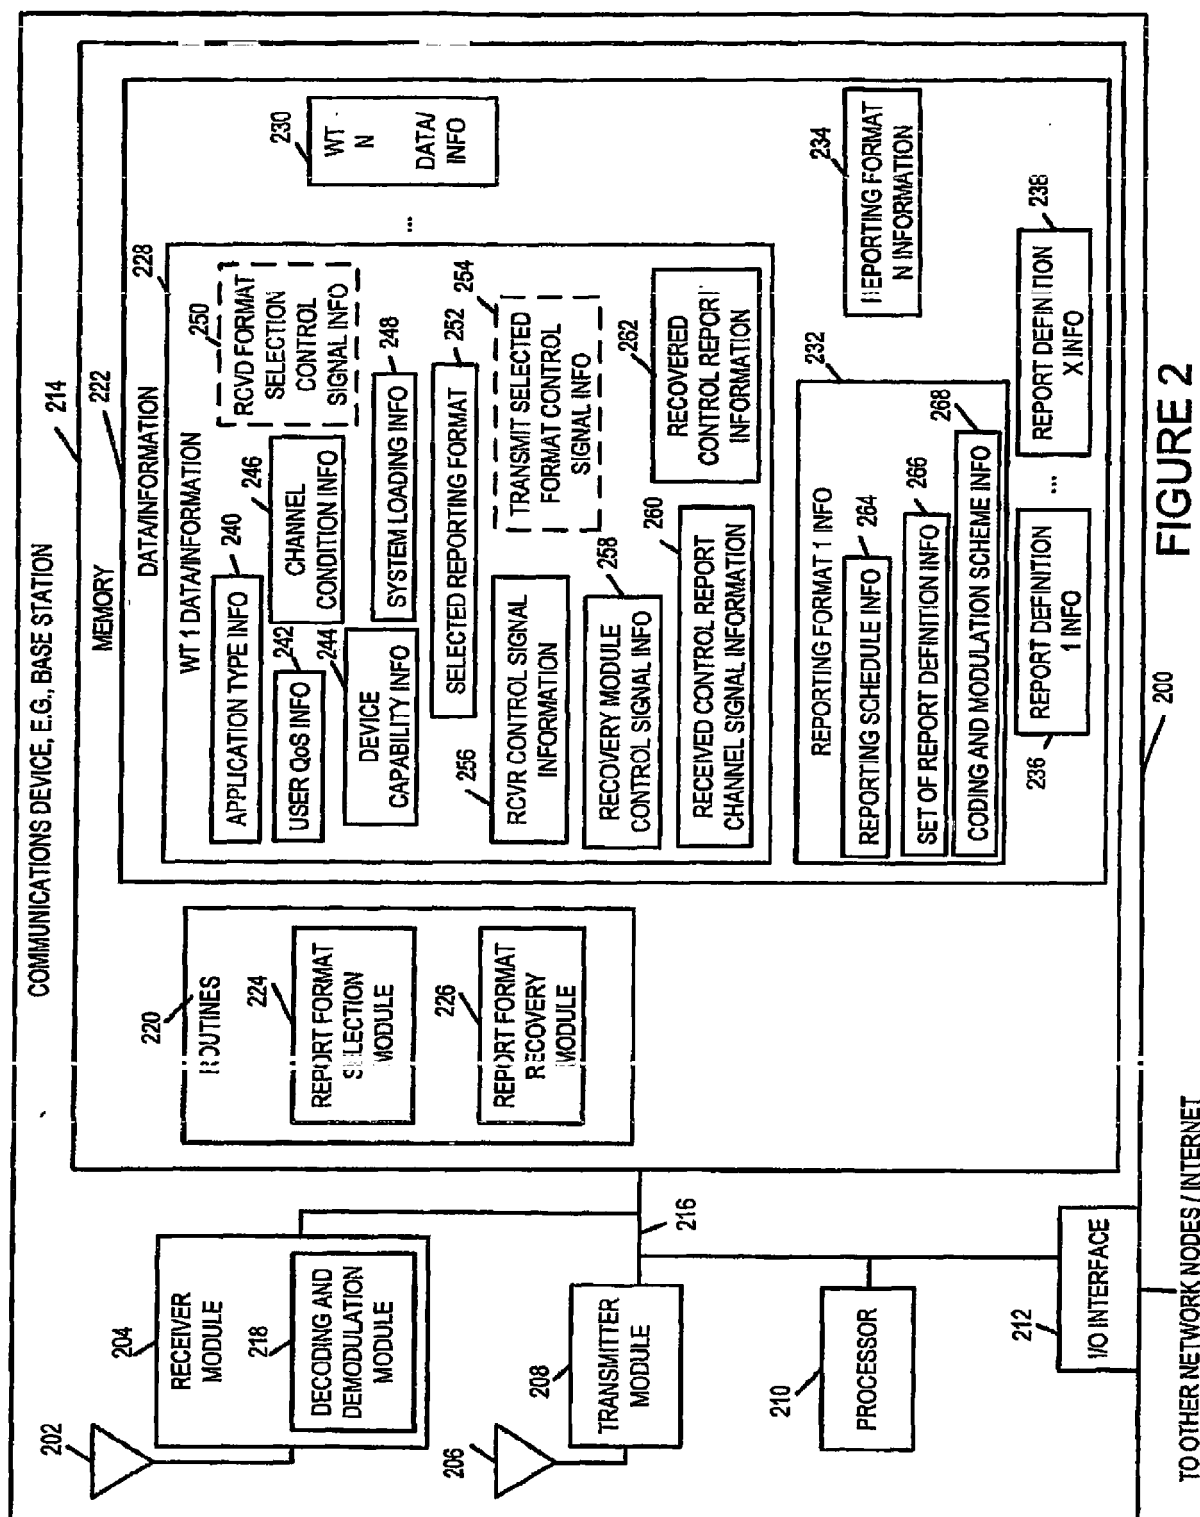 COMMUNICATIONS DEVICE, E.G., BASE STATION
202
204
RECEIVER
MODULE
218
DECODING AND
DEMODULATION
MODULE
206
208
TRANSMITTER
MODULE
210
PROCESSOR
212
I/O INTERFACE
216
TO OTHER NETWORK NODES / INTERNET
214
MEMORY
220
ROUTINES
224
REPORT FORMAT
SELECTION
MODULE
226
REPORT FORMAT
RECOVERY
MODULE
222
DATA/INFORMATION
228
WT 1 DATA/INFORMATION
240
APPLICATION TYPE INFO
242
USER QoS INFO
244
DEVICE
CAPABILITY INFO
246
CHANNEL
CONDITION INFO
248
SYSTEM LOADING INFO
250
RCVD FORMAT
SELECTION
CONTROL
SIGNAL INFO
252
SELECTED REPORTING FORMAT
254
TRANSMIT SELECTED
FORMAT CONTROL
SIGNAL INFO
256
RCVR CONTROL SIGNAL
INFORMATION
258
RECOVERY MODULE
CONTROL SIGNAL INFO
260
RECEIVED CONTROL REPORT
CHANNEL SIGNAL INFORMATION
262
RECOVERED
CONTROL REPORT
INFORMATION
...
230
WT
N
DATA/
INFO
232
REPORTING FORMAT 1 INFO
264
REPORTING SCHEDULE INFO
266
SET OF REPORT DEFINITION INFO
268
CODING AND MODULATION SCHEME INFO
234
REPORTING FORMAT
N INFORMATION
236
REPORT DEFINITION
1 INFO
...
238
REPORT DEFINITION
X INFO
200
FIGURE 2